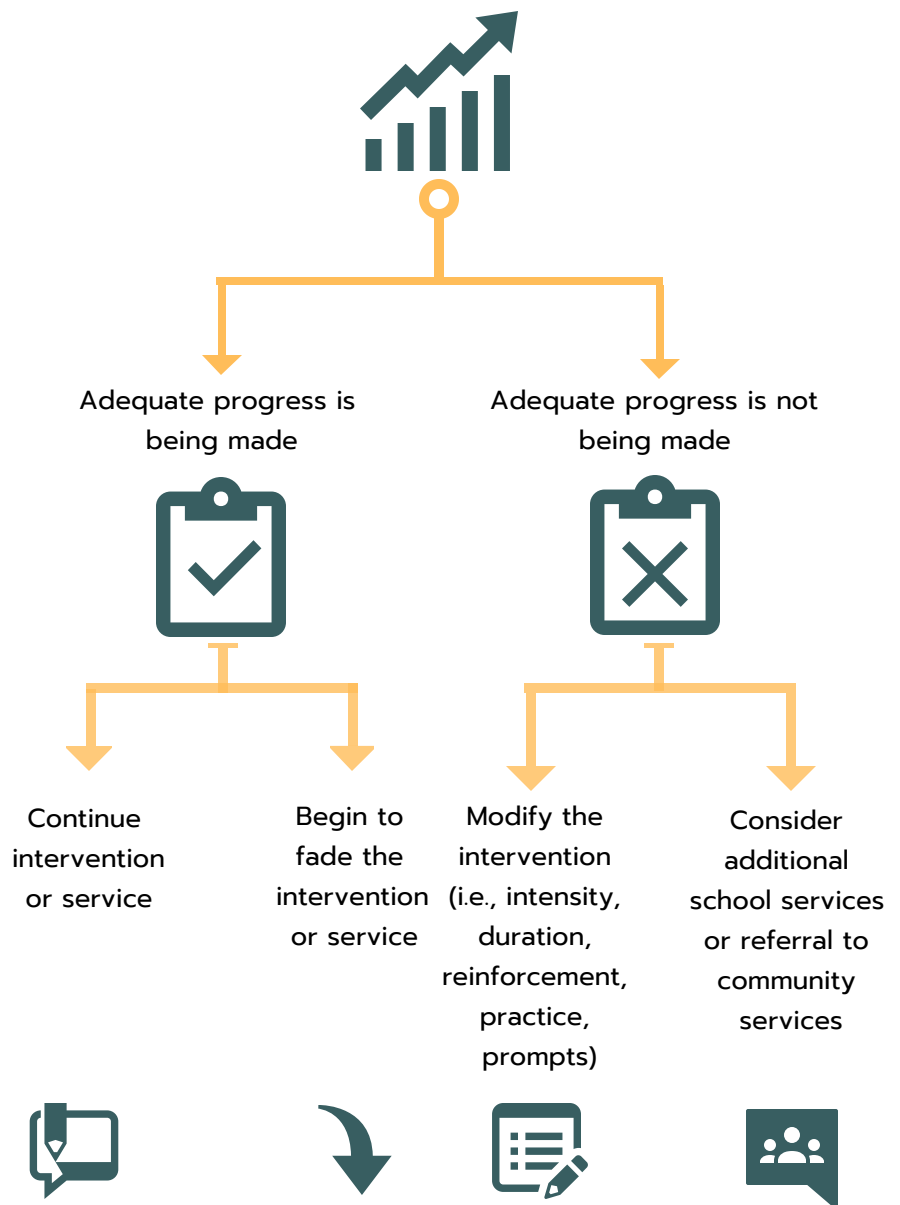 Adequate progress is
being made
Adequate progress is not
being made
Continue
intervention
or service
Begin to
fade the
intervention
or service
Modify the
intervention
(i.e., intensity,
duration,
reinforcement,
practice,
prompts)
Consider
additional
school services
or referral to
community
services